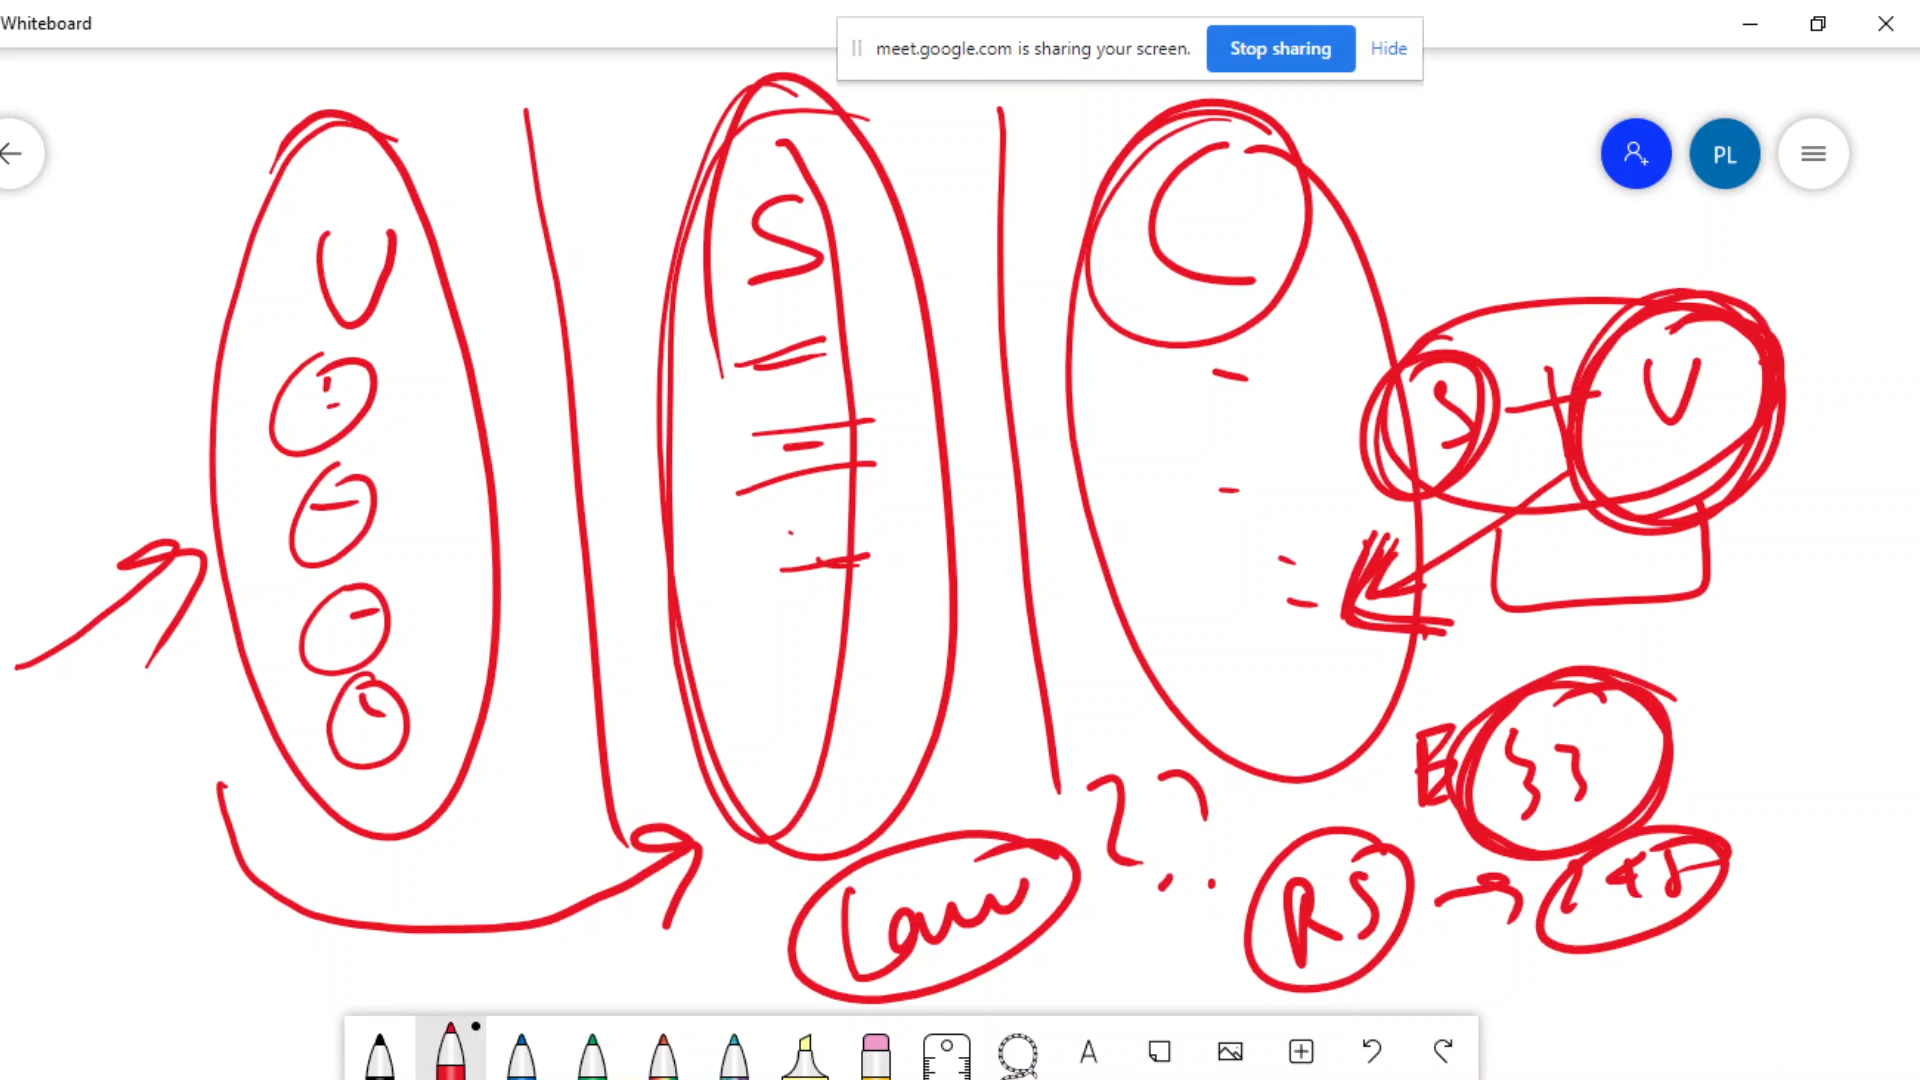 Whiteboard
meet.google.com is sharing your screen.
Stop sharing
Hide
PL
U S C
S + U
Law
??
RS
A